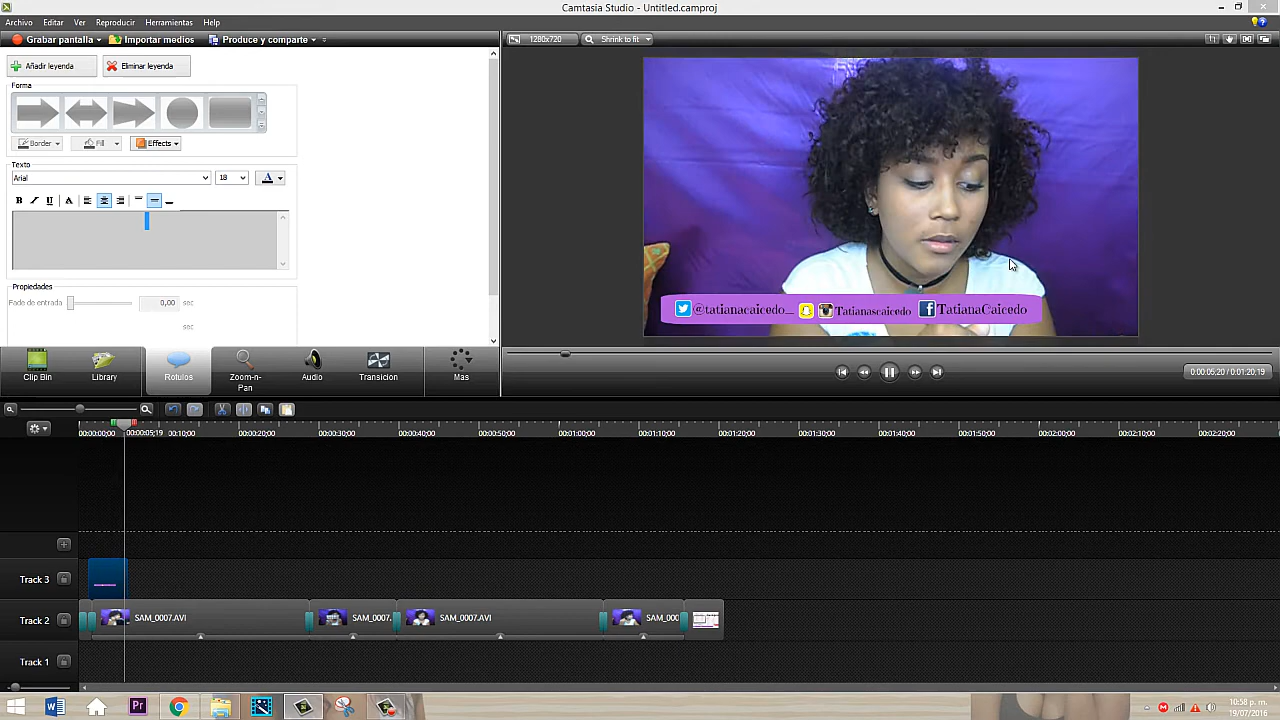 Camtasia Studio - Untitled.camproj
Archivo Editar Ver Reproducir Herramientas Help
Grabar pantalla Importar medios Produce y comparte
1280x720 Shrink to fit
Añadir leyenda Eliminar leyenda
Forma
Border Fill Effects
Texto
Arial 18
B I U A
Propiedades
Fade de entrada 0,00 sec
sec
@tatianacaicedo_ Tatianascaicedo TatianaCaicedo
0:00:05;20 / 0:01:20;19
Clip Bin Library Rotulos Zoom-n-Pan Audio Transicion Mas
00:00:00;00 00:00:05;19 00:10;00 00:00:20;00 00:00:30;00 00:00:40;00 00:00:50;00 00:01:00;00 00:01:10;00 00:01:20;00 00:01:30;00 00:01:40;00 00:01:50;00 00:02:00;00 00:02:10;00 00:02:20;00
Track 3
Track 2 SAM_0007.AVI SAM_0007. SAM_0007.AVI SAM_000
Track 1
Pr
10:58 p.m.
19/07/2016